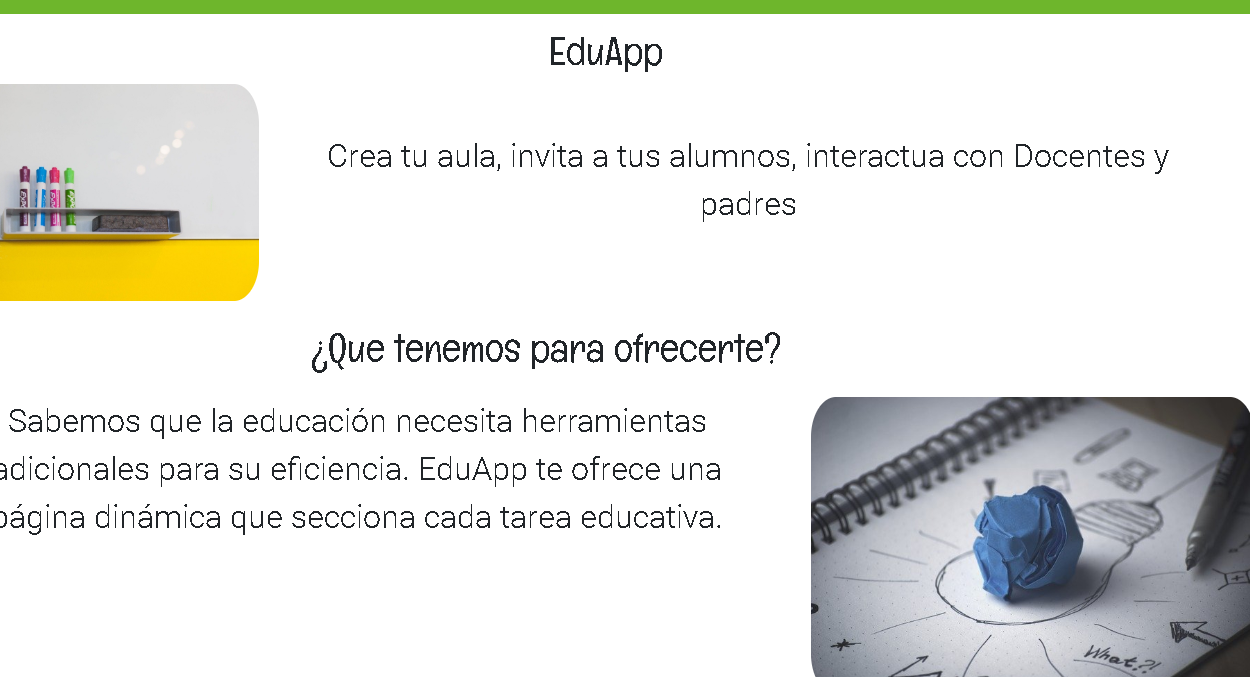 EduApp
Crea tu aula, invita a tus alumnos, interactua con Docentes y
padres
¿Que tenemos para ofrecerte?
Sabemos que la educación necesita herramientas
adicionales para su eficiencia. EduApp te ofrece una
página dinámica que secciona cada tarea educativa.
What?!